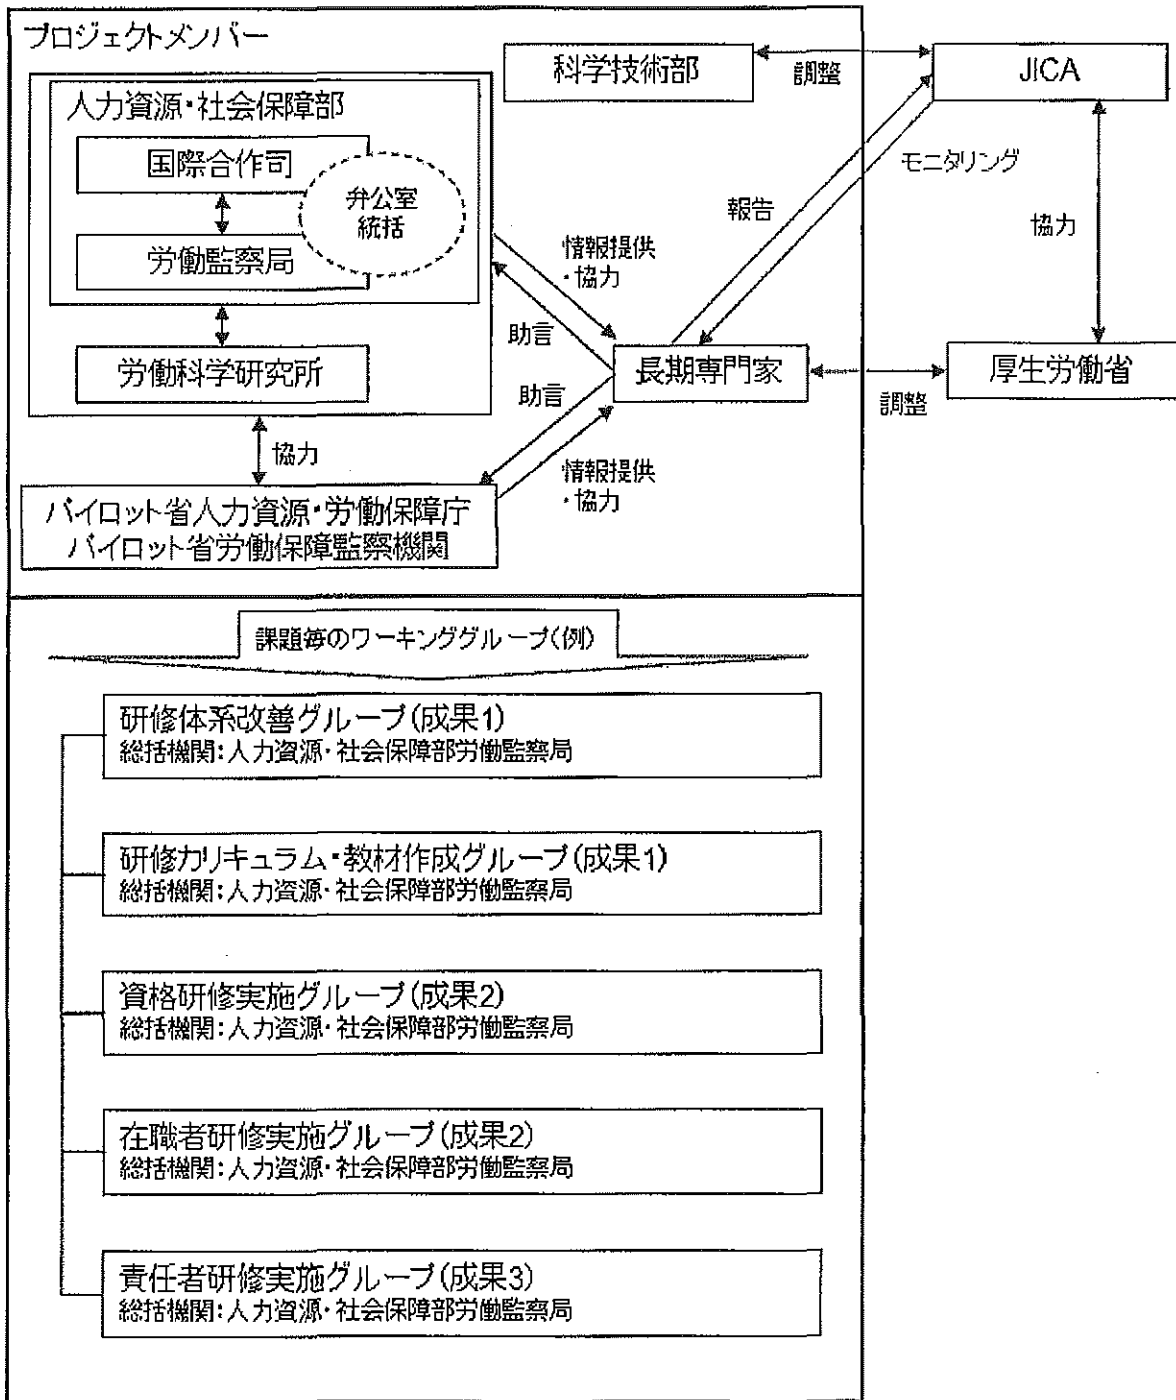 プロジェクトメンバー
科学技術部
調整
JICA
人力資源・社会保障部
国際合作司
弁公室
統括
労働監察局
モニタリング
報告
協力
情報提供
・協力
助言
労働科学研究所
長期専門家
厚生労働省
助言
調整
協力
情報提供
・協力
パイロット省人力資源・労働保障庁
パイロット省労働保障監察機関
課題毎のワーキンググループ(例)
研修体系改善グループ(成果1)
総括機関:人力資源・社会保障部労働監察局
研修カリキュラム・教材作成グループ(成果1)
総括機関:人力資源・社会保障部労働監察局
資格研修実施グループ(成果2)
総括機関:人力資源・社会保障部労働監察局
在職者研修実施グループ(成果2)
総括機関:人力資源・社会保障部労働監察局
責任者研修実施グループ(成果3)
総括機関:人力資源・社会保障部労働監察局